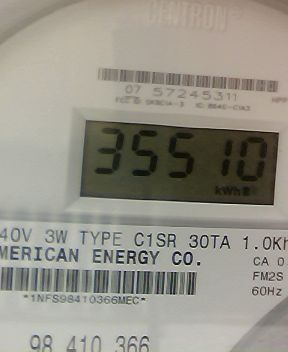 CENTRON®
07 57245311
35510
kWh
40V 3W TYPE C1SR 30TA 1.0Kh
MERICAN ENERGY CO.
CA 0.
FM2S
60Hz
*1NFS98410366MEC*
98 410 366